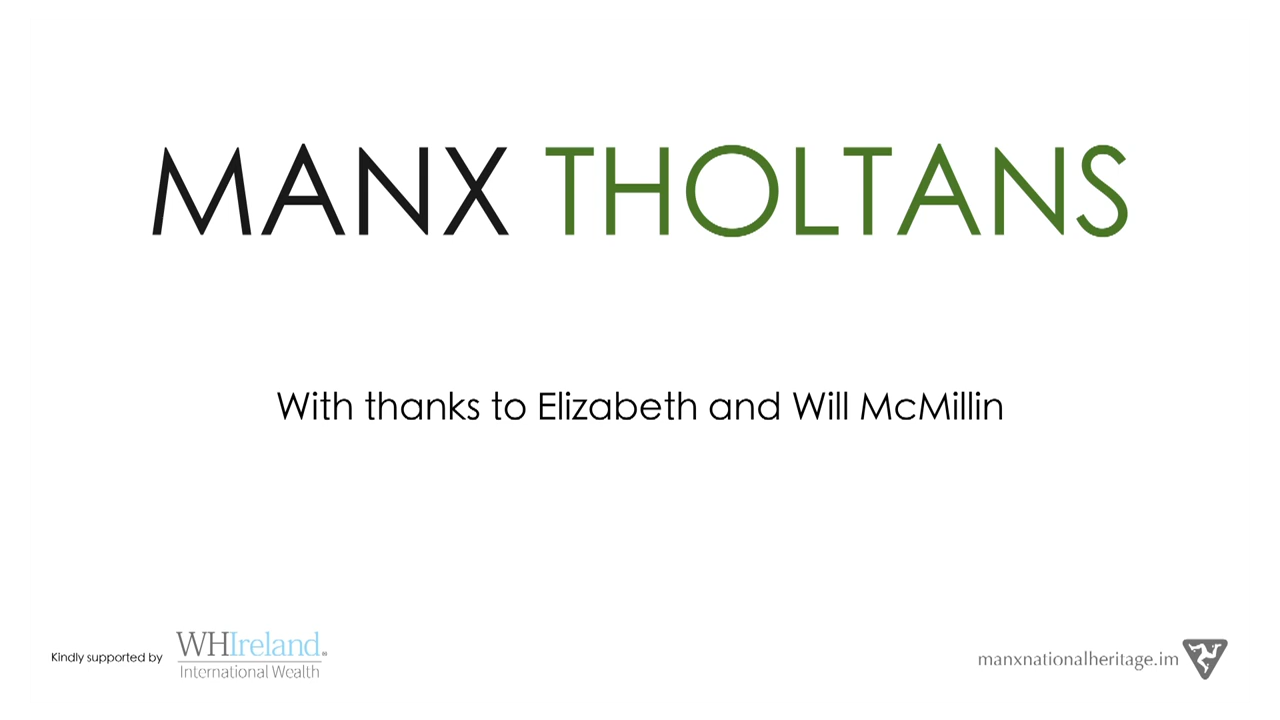 MANX THOLTANS
With thanks to Elizabeth and Will McMillin
Kindly supported by
WHIreland®
International Wealth
manxnationalheritage.im